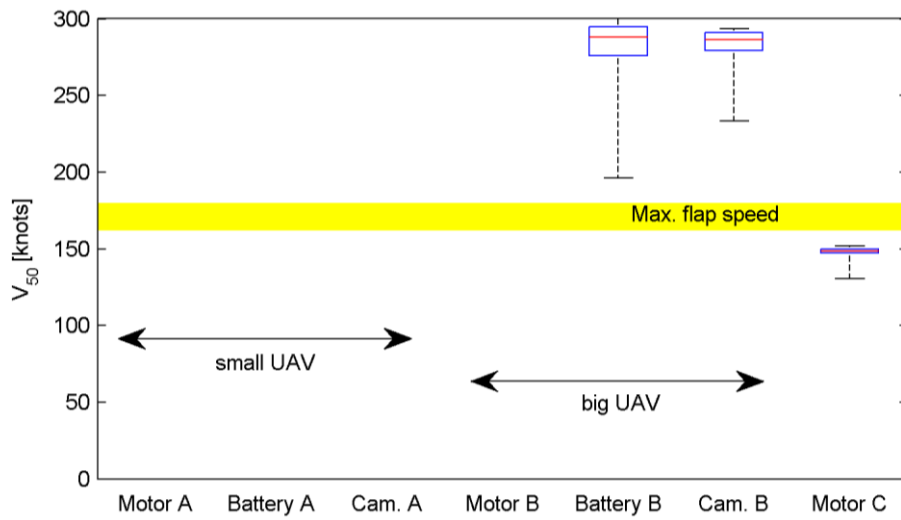 300
250
200
150
100
50
0
V50 [knots]
Max. flap speed
small UAV
big UAV
Motor A Battery A Cam. A Motor B Battery B Cam. B Motor C